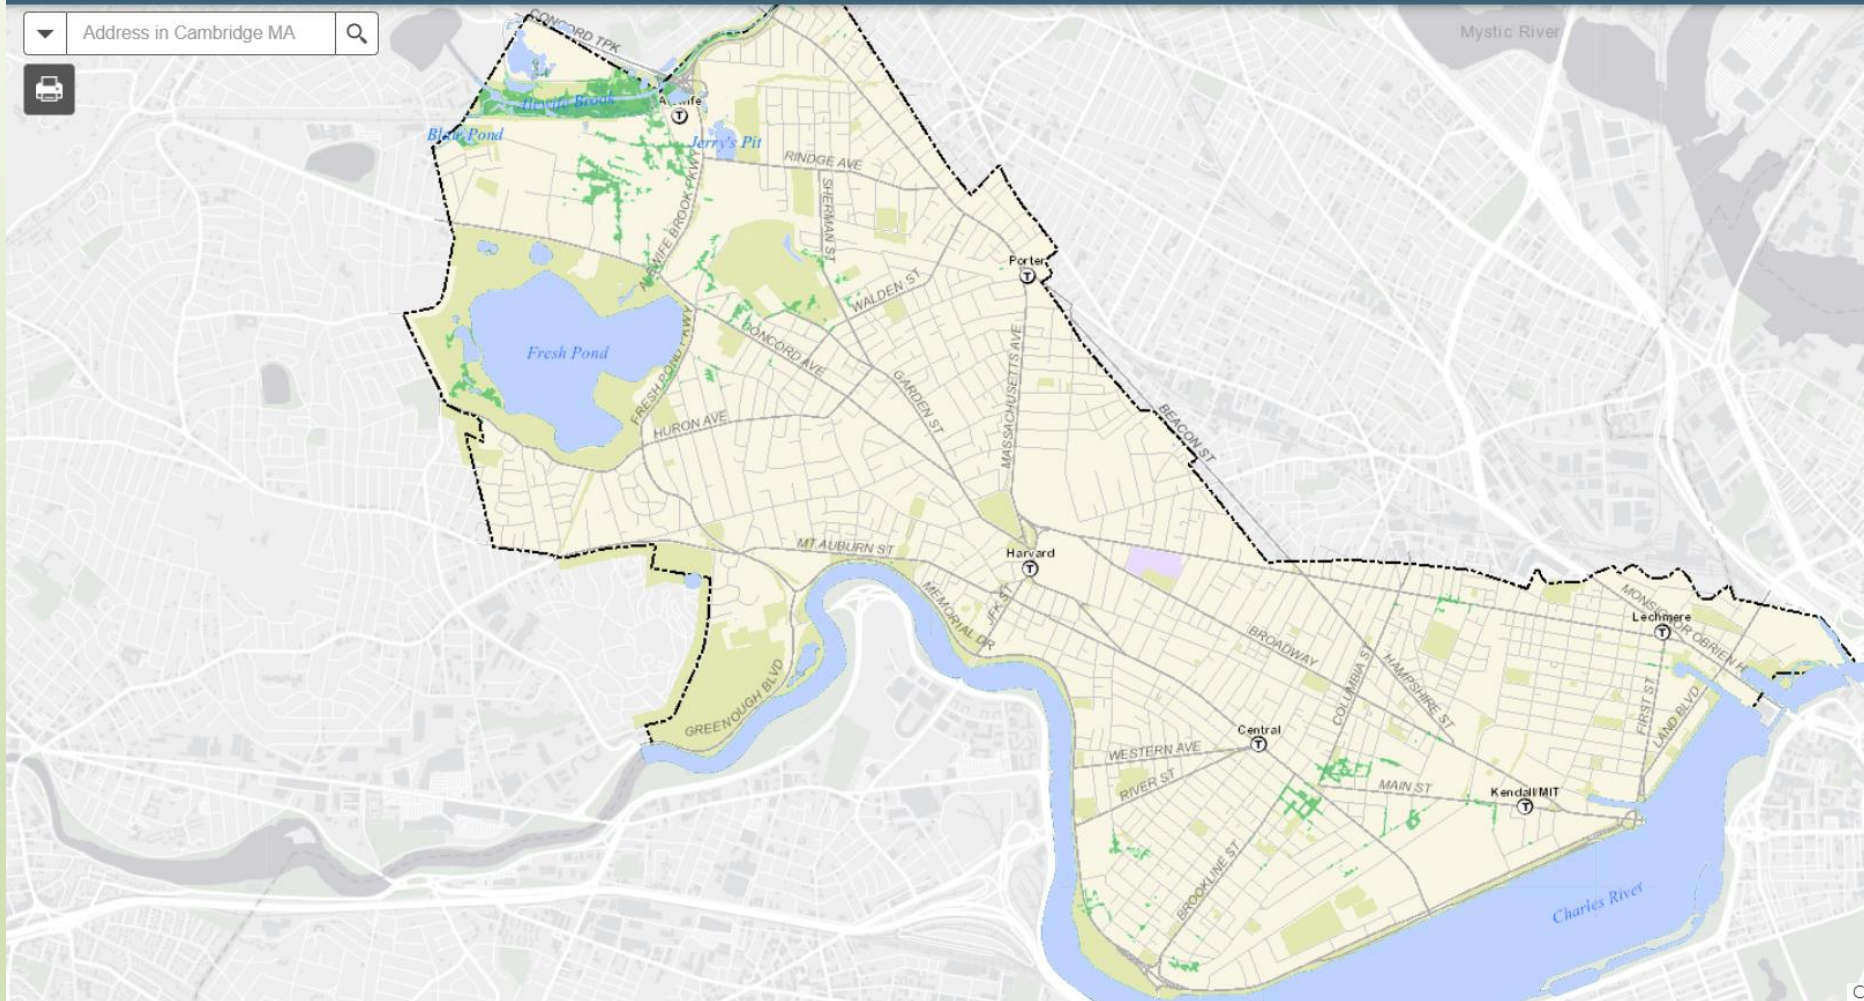 Address in Cambridge MA
Mystic River
CONCORD TPK
Alewife Brook
Alewife
T
Blair Pond
Jerry's Pit
RINDGE AVE
SHERMAN ST
ALEWIFE BROOK PKWY
Porter
T
WALDEN ST
Fresh Pond
FRESH POND PKWY
CONCORD AVE
GARDEN ST
MASSACHUSETTS AVE
HURON AVE
BEACON ST
MT AUBURN ST
Harvard
T
MEMORIAL DR
JFK ST
BROADWAY
COLUMBIA ST
HAMPSHIRE ST
MONSIGNOR OBRIEN H
Lechmere
T
FIRST ST
LAND BLVD
GREENOUGH BLVD
Central
T
WESTERN AVE
RIVER ST
MAIN ST
Kendall/MIT
T
BROOKLINE ST
Charles River